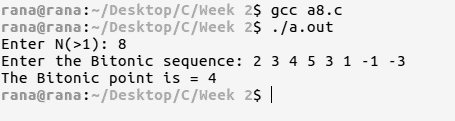 rana@rana:~/Desktop/C/Week 2$ gcc a8.c
rana@rana:~/Desktop/C/Week 2$ ./a.out
Enter N(>1): 8
Enter the Bitonic sequence: 2 3 4 5 3 1 -1 -3
The Bitonic point is = 4
rana@rana:~/Desktop/C/Week 2$